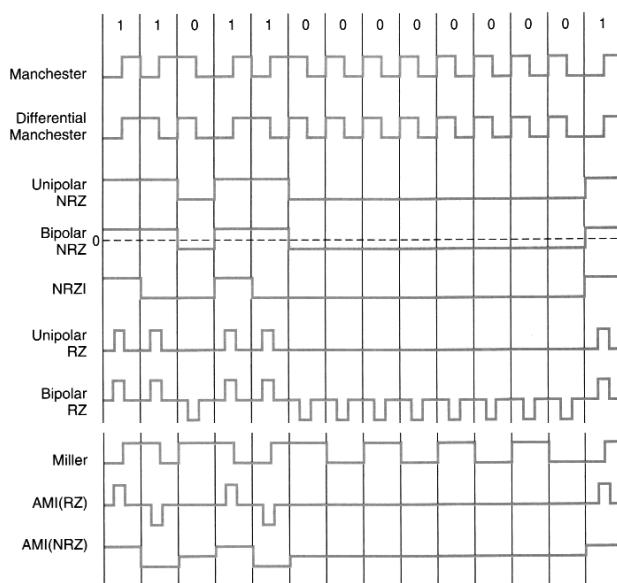 1 1 0 1 1 0 0 0 0 0 0 0 0 1
Manchester
Differential
Manchester
Unipolar
NRZ
Bipolar
0
NRZ
NRZI
Unipolar
RZ
Bipolar
RZ
Miller
AMI(RZ)
AMI(NRZ)